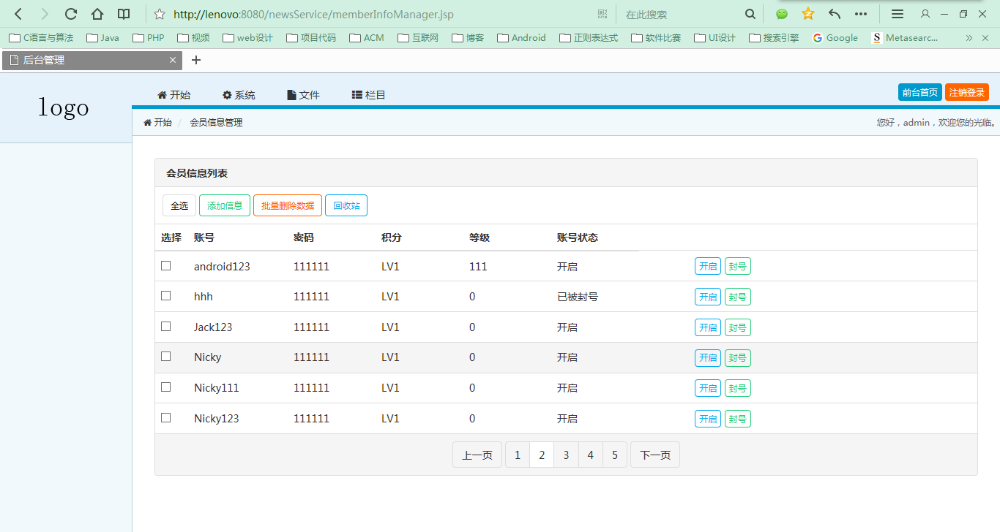 http://lenovo:8080/newsService/memberInfoManager.jsp 在此搜索
C语言与算法 Java PHP 视频 web设计 项目代码 ACM 互联网 博客 Android 正则表达式 软件比赛 UI设计 搜索引擎 Google Metasearc...
后台管理
logo
开始 系统 文件 栏目 前台首页 注销登录
开始 / 会员信息管理 您好，admin，欢迎您的光临。
会员信息列表
全选 添加信息 批量删除数据 回收站
选择 账号 密码 积分 等级 账号状态
android123 111111 LV1 111 开启 开启 封号
hhh 111111 LV1 0 已被封号 开启 封号
Jack123 111111 LV1 0 开启 开启 封号
Nicky 111111 LV1 0 开启 开启 封号
Nicky111 111111 LV1 0 开启 开启 封号
Nicky123 111111 LV1 0 开启 开启 封号
上一页 1 2 3 4 5 下一页